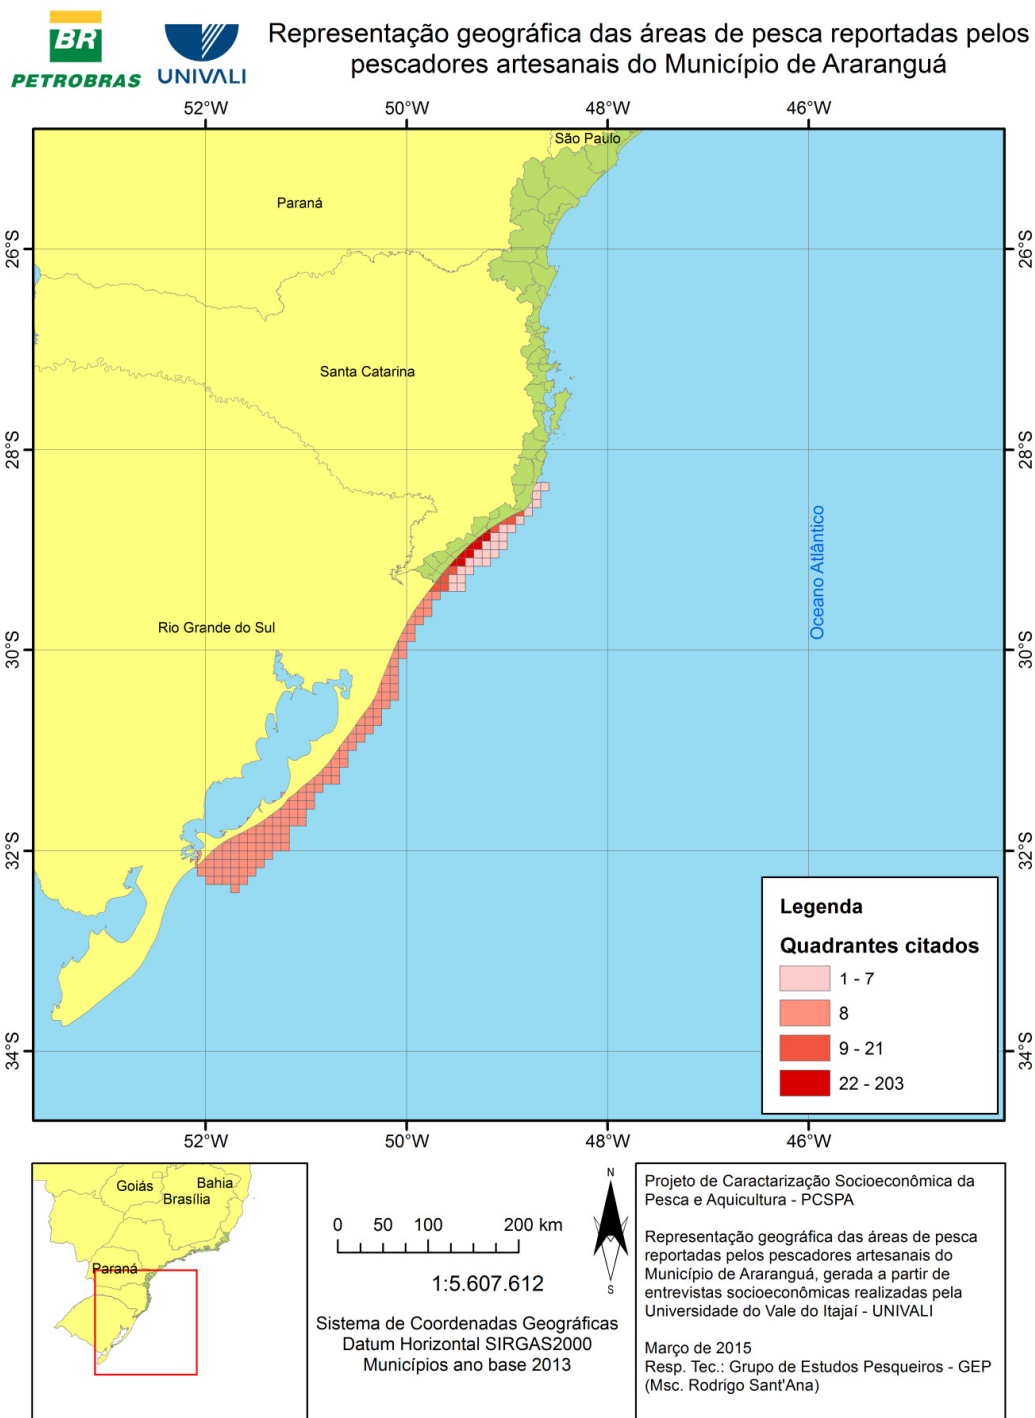 BR
PETROBRAS
UNIVALI
Representação geográfica das áreas de pesca reportadas pelos
pescadores artesanais do Município de Araranguá
52°W 50°W 48°W 46°W
São Paulo
Paraná
26°S 26°S
Santa Catarina
28°S 28°S
Oceano Atlântico
Rio Grande do Sul
30°S 30°S
32°S 32°S
Legenda
Quadrantes citados
1 - 7
8
9 - 21
22 - 203
34°S 34°S
52°W 50°W 48°W 46°W
Goiás
Bahia
Brasília
Paraná
0 50 100 200 km
1:5.607.612
N
S
Sistema de Coordenadas Geográficas
Datum Horizontal SIRGAS2000
Municípios ano base 2013
Projeto de Caractarização Socioeconômica da
Pesca e Aquicultura - PCSPA
Representação geográfica das áreas de pesca
reportadas pelos pescadores artesanais do
Município de Araranguá, gerada a partir de
entrevistas socioeconômicas realizadas pela
Universidade do Vale do Itajaí - UNIVALI
Março de 2015
Resp. Tec.: Grupo de Estudos Pesqueiros - GEP
(Msc. Rodrigo Sant'Ana)